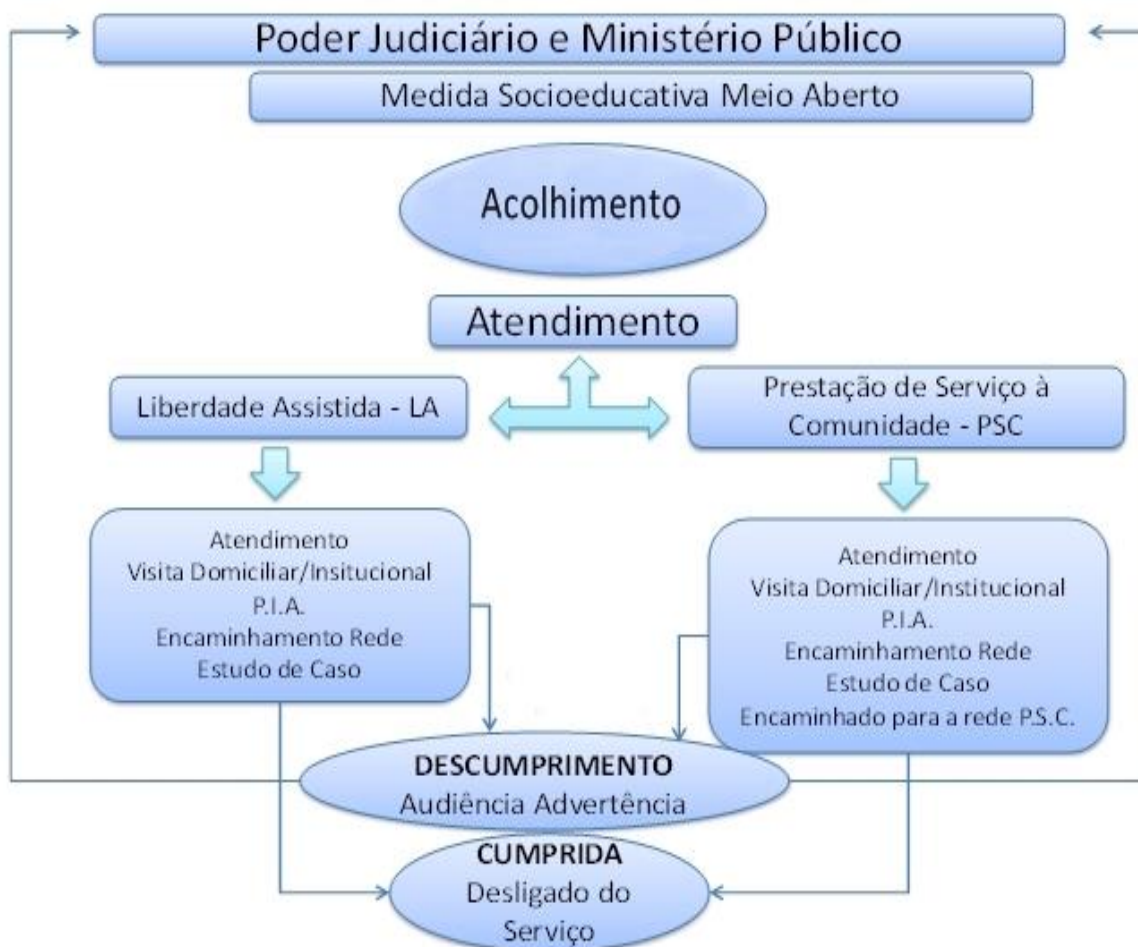 Poder Judiciário e Ministério Público
Medida Socioeducativa Meio Aberto
Acolhimento
Atendimento
Liberdade Assistida - LA
Prestação de Serviço à
Comunidade - PSC
Atendimento
Visita Domiciliar/Insitucional
P.I.A.
Encaminhamento Rede
Estudo de Caso
Atendimento
Visita Domiciliar/Institucional
P.I.A.
Encaminhamento Rede
Estudo de Caso
Encaminhado para a rede P.S.C.
DESCUMPRIMENTO
Audiência Advertência
CUMPRIDA
Desligado do
Serviço